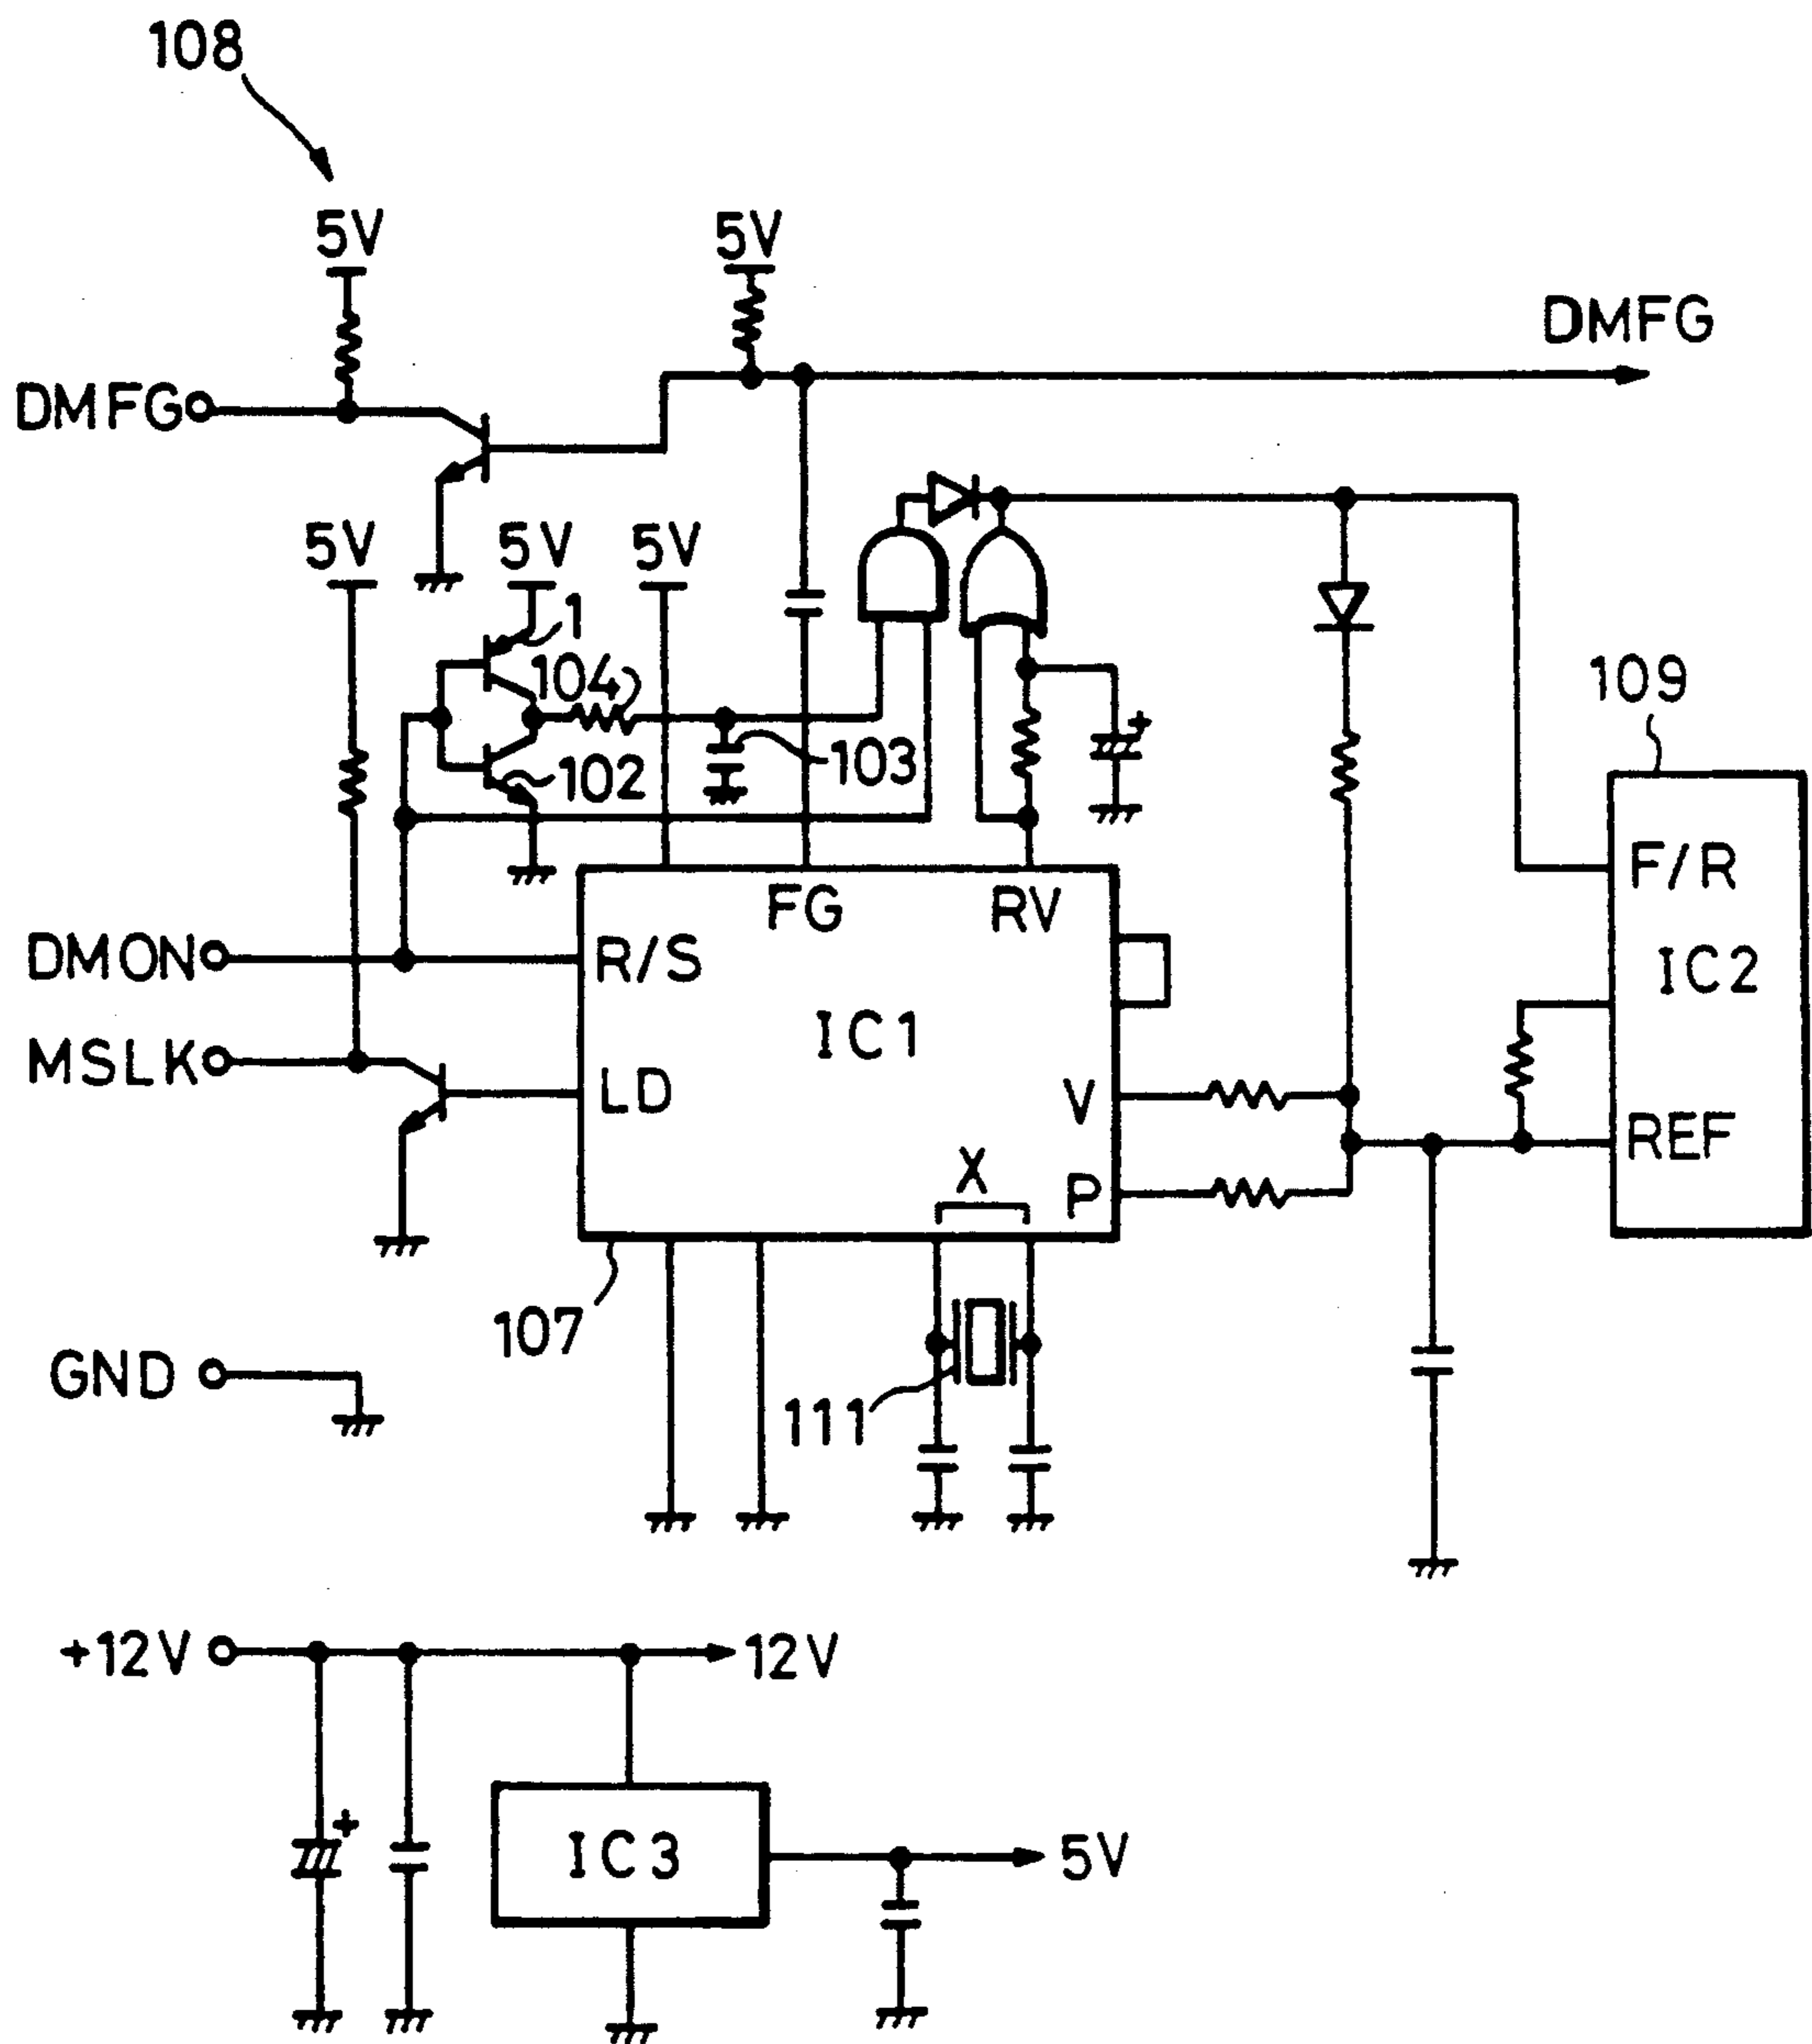 108
5V 5V
DMFG
DMFG
5V 5V 5V
1
104
109
103
102
F/R
FG RV
DMON R/S
IC2
IC1
MSLK
LD V
REF
X
P
107
GND
111
+12V 12V
IC3 5V